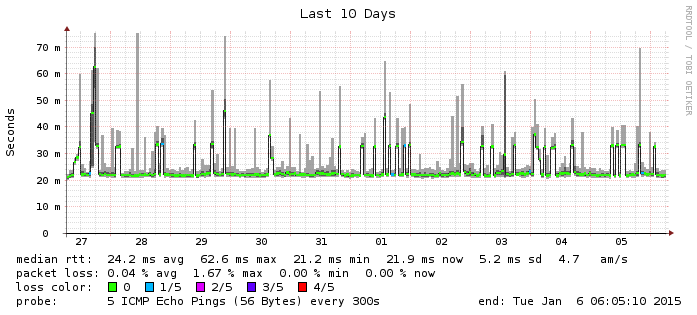 Last 10 Days
RRDTOOL / TOBI OETIKER
Seconds
70 m
60 m
50 m
40 m
30 m
20 m
10 m
0
27 28 29 30 31 01 02 03 04 05
median rtt: 24.2 ms avg 62.6 ms max 21.2 ms min 21.9 ms now 5.2 ms sd 4.7 am/s
packet loss: 0.04 % avg 1.67 % max 0.00 % min 0.00 % now
loss color: 0 1/5 2/5 3/5 4/5
probe: 5 ICMP Echo Pings (56 Bytes) every 300s end: Tue Jan 6 06:05:10 2015